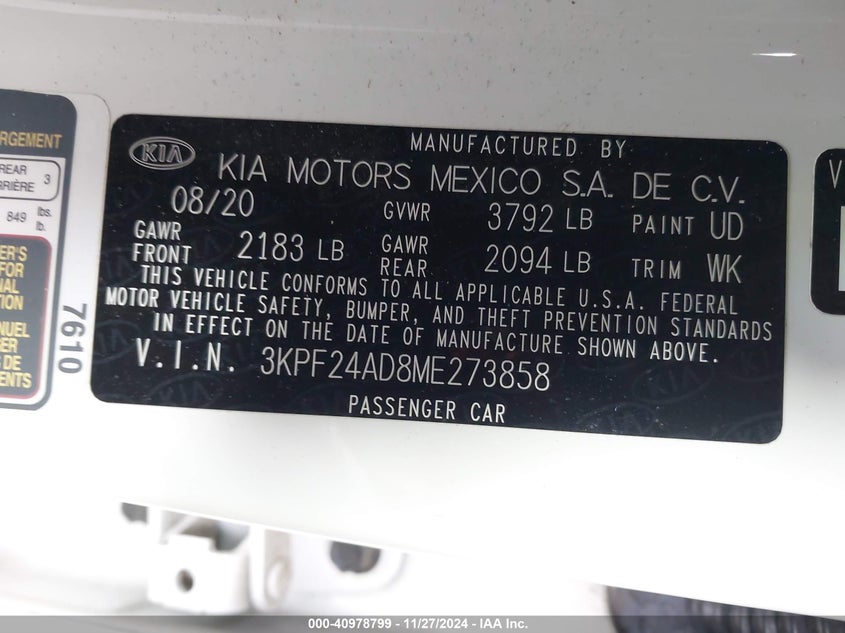 ARGEMENT
REAR 3
849 lbs.
lb.
7610
MANUFACTURED BY
KIA KIA MOTORS MEXICO S.A. DE C.V.
08/20 GVWR 3792 LB PAINT UD
GAWR FRONT 2183 LB GAWR REAR 2094 LB TRIM WK
THIS VEHICLE CONFORMS TO ALL APPLICABLE U.S.A. FEDERAL
MOTOR VEHICLE SAFETY, BUMPER, AND THEFT PREVENTION STANDARDS
IN EFFECT ON THE DATE OF MANUFACTURE SHOWN ABOVE.
V.I.N. 3KPF24AD8ME273858
PASSENGER CAR
V
000-40978799 - 11/27/2024 - IAA Inc.